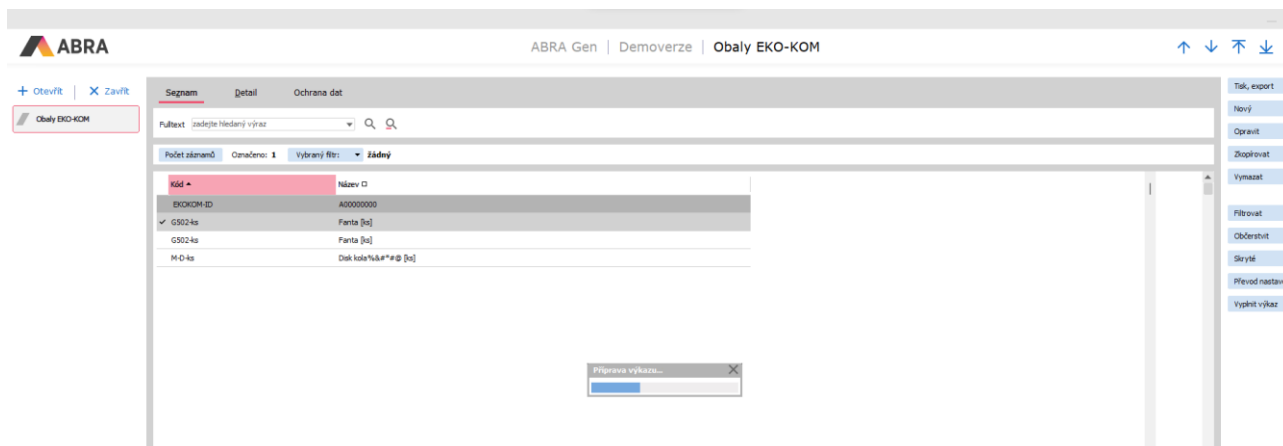 ABRA
ABRA Gen | Demoverze | Obaly EKO-KOM
Otevřít | Zavřít
Obaly EKO-KOM
Seznam Detail Ochrana dat
Fulltext zadejte hledaný výraz
Počet záznamů Označeno: 1 Vybraný filtr: žádný
Kód Název
EKOKOM-ID A00000000
G502-ks Fanta [ks]
G502-ks Fanta [ks]
M-D-ks Disk kola%&#*#@ [ks]
Příprava výkazu...
Tisk, export
Nový
Opravit
Zkopírovat
Vymazat
Filtrovat
Občerstvit
Skryté
Převod nastav
Vyplnit výkaz